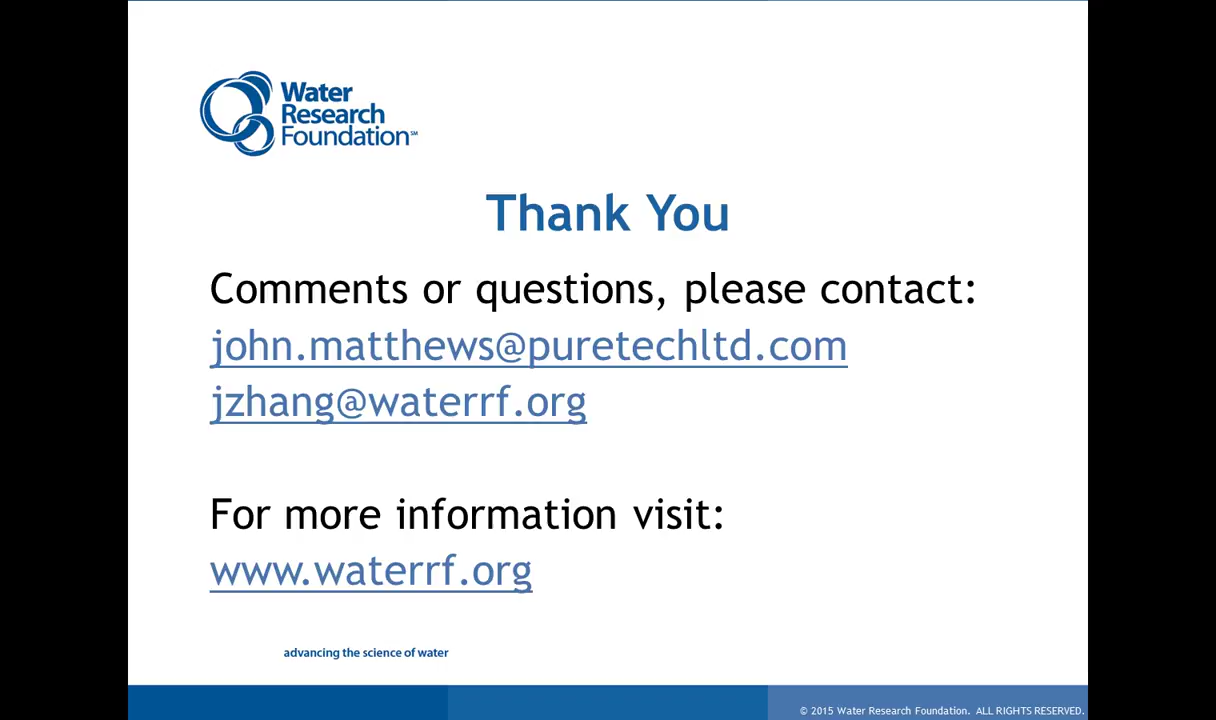 Water
Research
Foundation℠
Thank You
Comments or questions, please contact:
john.matthews@puretechltd.com
jzhang@waterrf.org
For more information visit:
www.waterrf.org
advancing the science of water
© 2015 Water Research Foundation. ALL RIGHTS RESERVED.